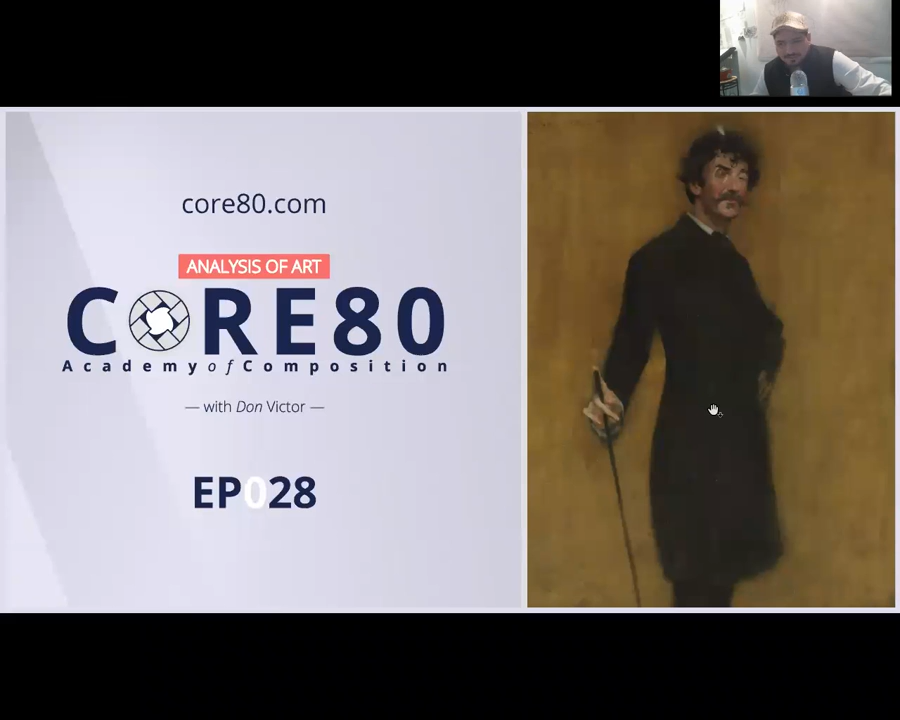 core80.com
ANALYSIS OF ART
CORE80
Academy of Composition
— with Don Victor —
EP028